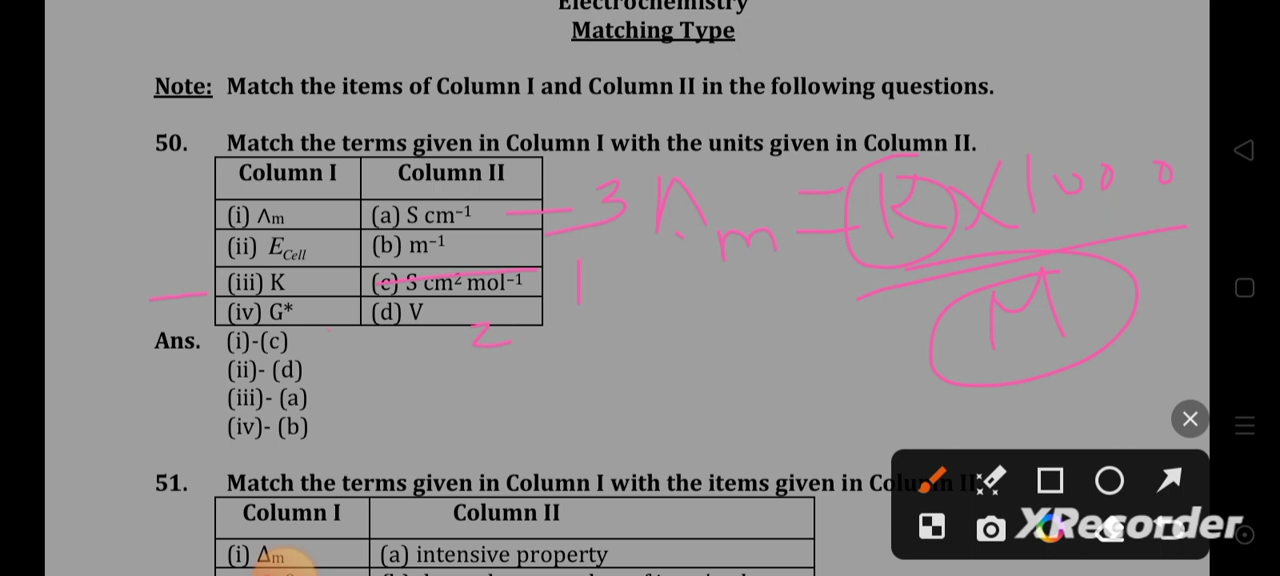 Electrochemistry
Matching Type
Note: Match the items of Column I and Column II in the following questions.
50. Match the terms given in Column I with the units given in Column II.
Column I Column II
(i) Λm (a) S cm⁻¹
(ii) E_Cell (b) m⁻¹
(iii) K (c) S cm² mol⁻¹
(iv) G* (d) V
3
1
2
Λm = K × 1000
M
Ans. (i)-(c)
(ii)- (d)
(iii)- (a)
(iv)- (b)
51. Match the terms given in Column I with the items given in Column II
Column I Column II
(i) Λm (a) intensive property
XRecorder